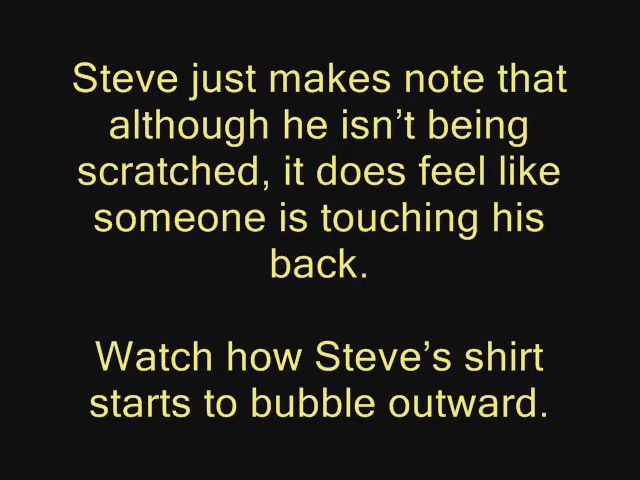 Steve just makes note that
although he isn’t being
scratched, it does feel like
someone is touching his
back.
Watch how Steve’s shirt
starts to bubble outward.